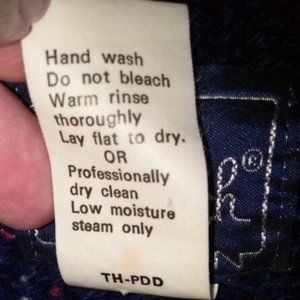 Hand wash
Do not bleach
Warm rinse
thoroughly
Lay flat to dry.
OR
Professionally
dry clean
Low moisture
steam only
TH-PDD